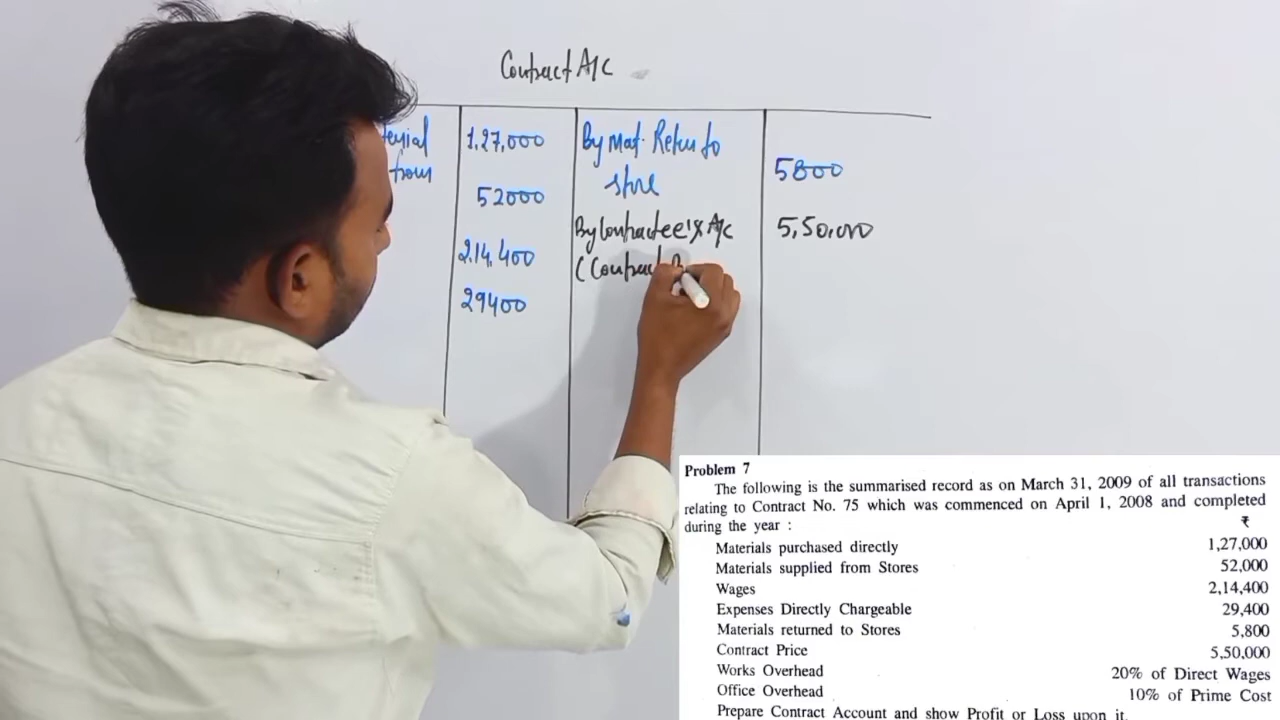 Contract A/C
terial 1,27,000 By Mat. Retun to
from store 5800
52000
By Contractee's A/c 5,50,000
2,14,400 (Contract
29400
Problem 7
The following is the summarised record as on March 31, 2009 of all transactions
relating to Contract No. 75 which was commenced on April 1, 2008 and completed
during the year :
₹
Materials purchased directly 1,27,000
Materials supplied from Stores 52,000
Wages 2,14,400
Expenses Directly Chargeable 29,400
Materials returned to Stores 5,800
Contract Price 5,50,000
Works Overhead 20% of Direct Wages
Office Overhead 10% of Prime Cost
Prepare Contract Account and show Profit or Loss upon it.